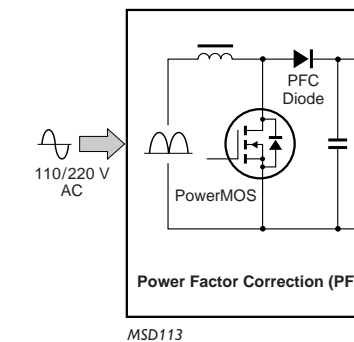 PFC
Diode
110/220 V
AC
PowerMOS
Power Factor Correction (PF
MSD113